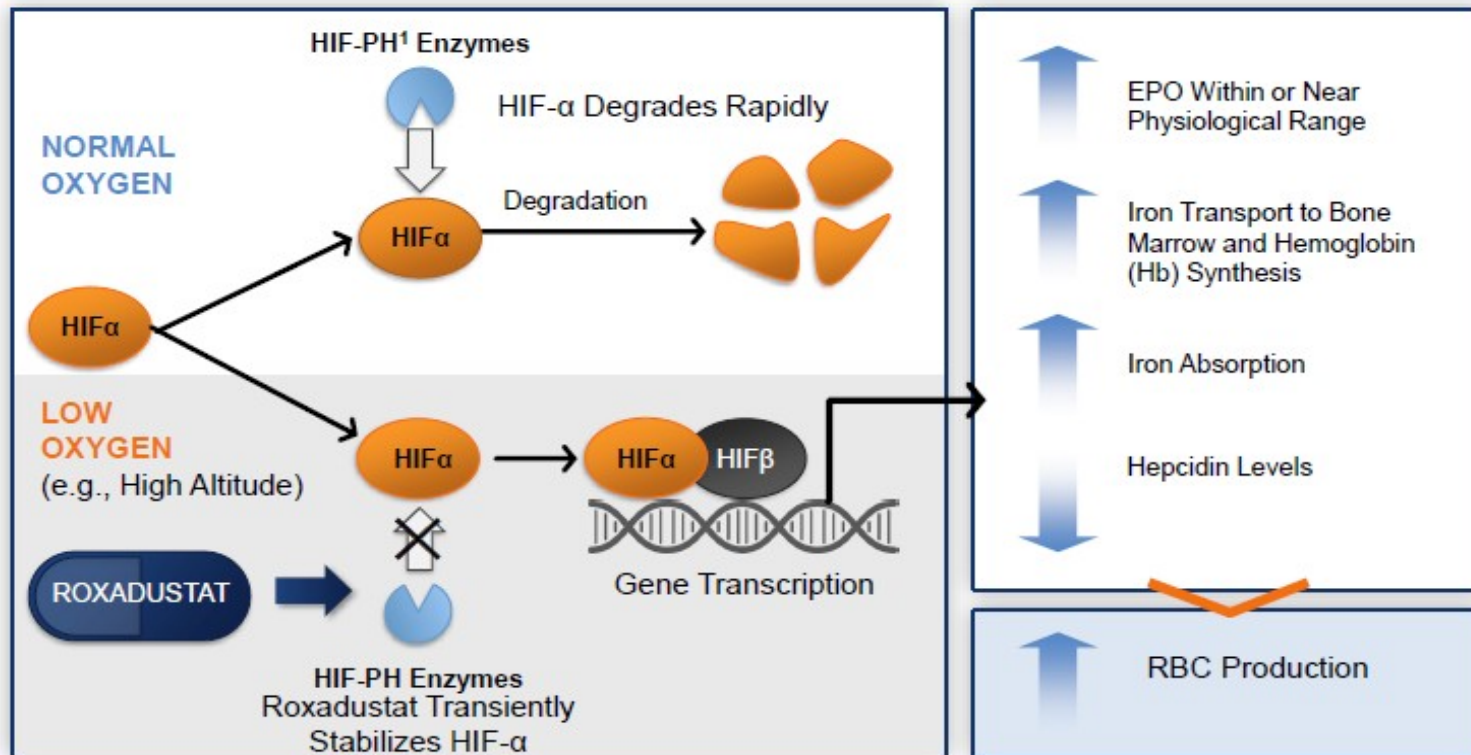 HIF-PH¹ Enzymes
HIF-α Degrades Rapidly
NORMAL
OXYGEN
Degradation
HIFα
HIFα
LOW
OXYGEN
(e.g., High Altitude)
HIFα
HIFα
HIFβ
ROXADUSTAT
Gene Transcription
HIF-PH Enzymes
Roxadustat Transiently
Stabilizes HIF-α
EPO Within or Near
Physiological Range
Iron Transport to Bone
Marrow and Hemoglobin
(Hb) Synthesis
Iron Absorption
Hepcidin Levels
RBC Production